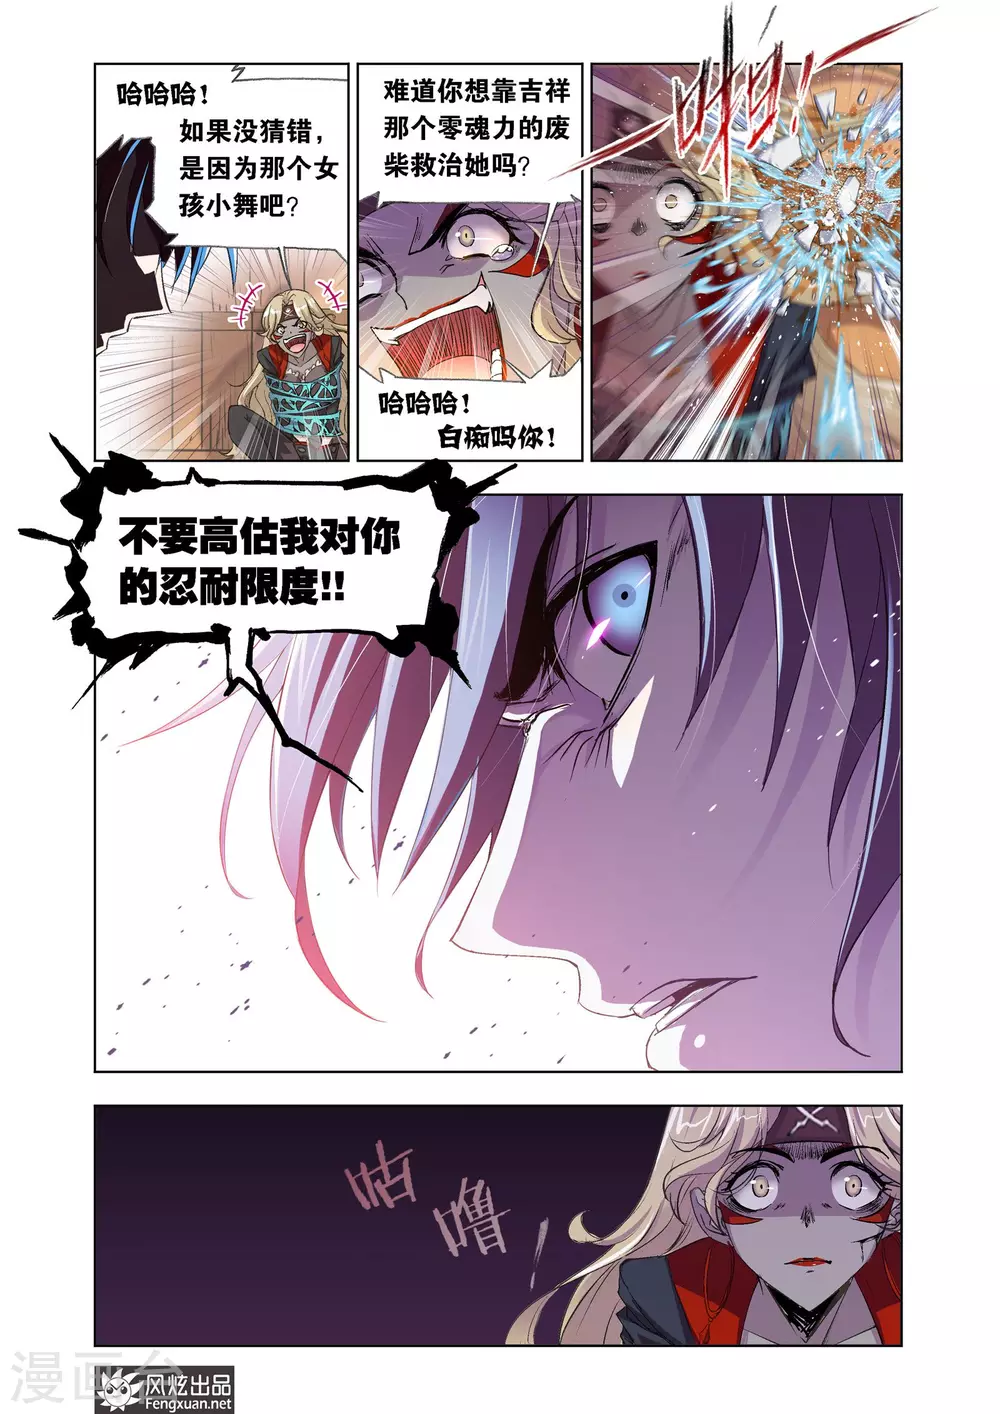 哈哈哈！
如果没猜错，
是因为那个女
孩小舞吧？
难道你想靠吉祥
那个零魂力的废
柴救治她吗？
哈哈哈！
白痴吗你！
咔！
不要高估我对你
的忍耐限度!!
咕
噜！
漫画台
风炫出品
Fengxuan.net